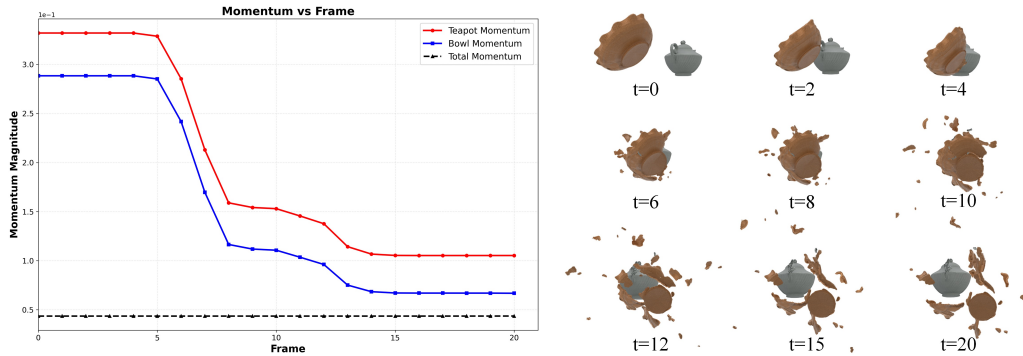 Momentum vs Frame
1e−1
Teapot Momentum
Bowl Momentum
Total Momentum
Momentum Magnitude
3.0
2.5
2.0
1.5
1.0
0.5
0
5
10
15
20
Frame
t=0
t=2
t=4
t=6
t=8
t=10
t=12
t=15
t=20